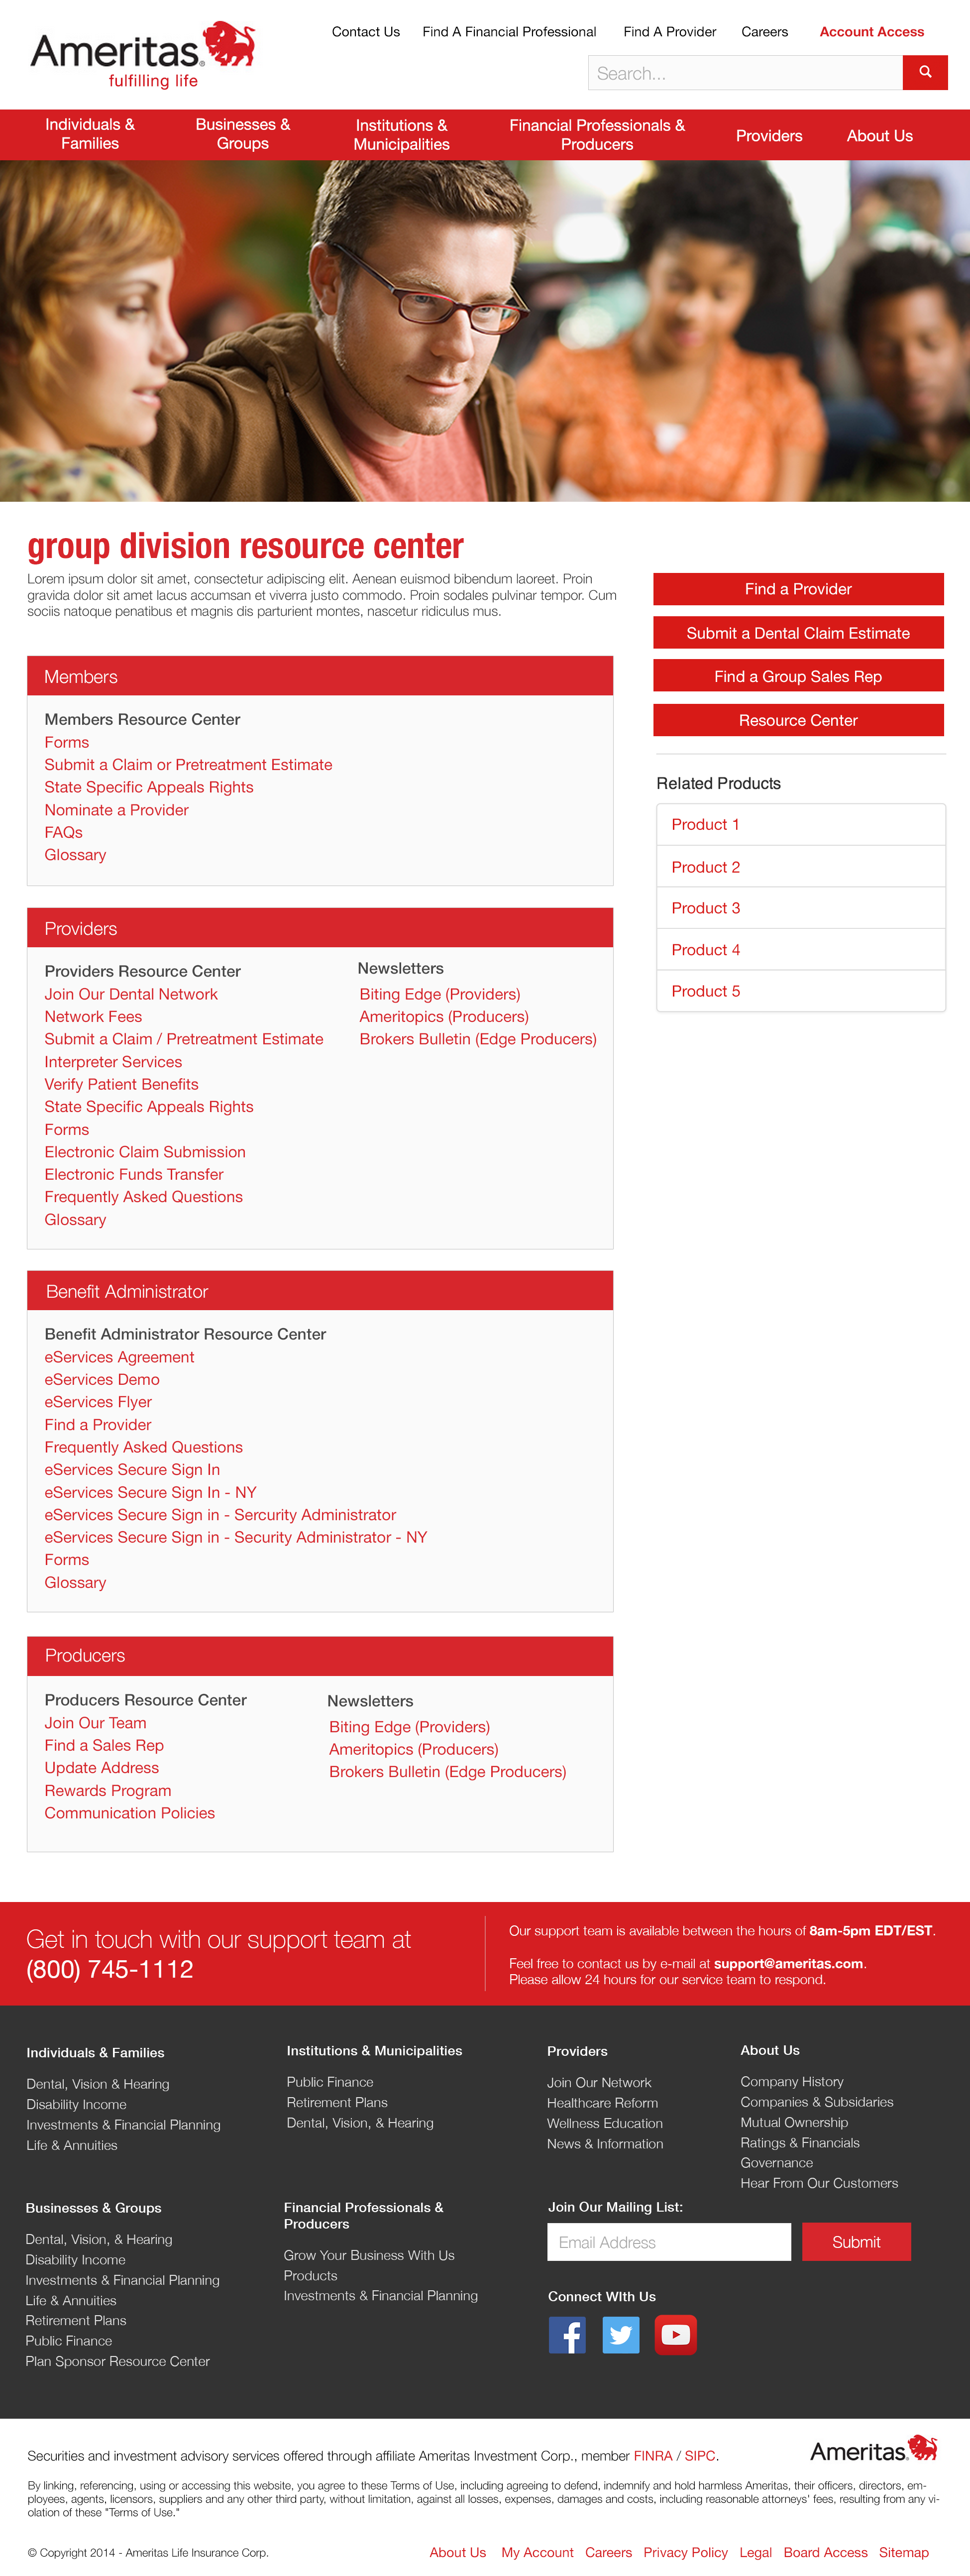 Ameritas
fulfilling life
Contact Us
Find A Financial Professional
Find A Provider
Careers
Account Access
Search...
Individuals &
Families
Businesses &
Groups
Institutions &
Municipalities
Financial Professionals &
Producers
Providers
About Us
group division resource center
Lorem ipsum dolor sit amet, consectetur adipiscing elit. Aenean euismod bibendum laoreet. Proin
gravida dolor sit amet lacus accumsan et viverra justo commodo. Proin sodales pulvinar tempor. Cum
sociis natoque penatibus et magnis dis parturient montes, nascetur ridiculus mus.
Find a Provider
Submit a Dental Claim Estimate
Find a Group Sales Rep
Resource Center
Related Products
Product 1
Product 2
Product 3
Product 4
Product 5
Members
Members Resource Center
Forms
Submit a Claim or Pretreatment Estimate
State Specific Appeals Rights
Nominate a Provider
FAQs
Glossary
Providers
Providers Resource Center
Join Our Dental Network
Network Fees
Submit a Claim / Pretreatment Estimate
Interpreter Services
Verify Patient Benefits
State Specific Appeals Rights
Forms
Electronic Claim Submission
Electronic Funds Transfer
Frequently Asked Questions
Glossary
Newsletters
Biting Edge (Providers)
Ameritopics (Producers)
Brokers Bulletin (Edge Producers)
Benefit Administrator
Benefit Administrator Resource Center
eServices Agreement
eServices Demo
eServices Flyer
Find a Provider
Frequently Asked Questions
eServices Secure Sign In
eServices Secure Sign In - NY
eServices Secure Sign in - Sercurity Administrator
eServices Secure Sign in - Security Administrator - NY
Forms
Glossary
Producers
Producers Resource Center
Join Our Team
Find a Sales Rep
Update Address
Rewards Program
Communication Policies
Newsletters
Biting Edge (Providers)
Ameritopics (Producers)
Brokers Bulletin (Edge Producers)
Get in touch with our support team at
(800) 745-1112
Our support team is available between the hours of 8am-5pm EDT/EST.
Feel free to contact us by e-mail at support@ameritas.com.
Please allow 24 hours for our service team to respond.
Individuals & Families
Dental, Vision & Hearing
Disability Income
Investments & Financial Planning
Life & Annuities
Institutions & Municipalities
Public Finance
Retirement Plans
Dental, Vision, & Hearing
Providers
Join Our Network
Healthcare Reform
Wellness Education
News & Information
About Us
Company History
Companies & Subsidaries
Mutual Ownership
Ratings & Financials
Governance
Hear From Our Customers
Businesses & Groups
Dental, Vision, & Hearing
Disability Income
Investments & Financial Planning
Life & Annuities
Retirement Plans
Public Finance
Plan Sponsor Resource Center
Financial Professionals &
Producers
Grow Your Business With Us
Products
Investments & Financial Planning
Join Our Mailing List:
Email Address
Submit
Connect WIth Us
Securities and investment advisory services offered through affiliate Ameritas Investment Corp., member FINRA / SIPC.
Ameritas
By linking, referencing, using or accessing this website, you agree to these Terms of Use, including agreeing to defend, indemnify and hold harmless Ameritas, their officers, directors, em-
ployees, agents, licensors, suppliers and any other third party, without limitation, against all losses, expenses, damages and costs, including reasonable attorneys' fees, resulting from any vi-
olation of these "Terms of Use."
© Copyright 2014 - Ameritas Life Insurance Corp.
About Us
My Account
Careers
Privacy Policy
Legal
Board Access
Sitemap